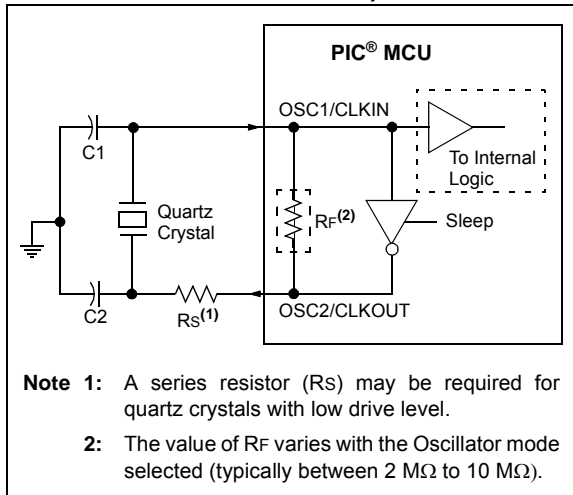 PIC® MCU
OSC1/CLKIN
C1
To Internal
Logic
Quartz
Crystal
RF(2)
Sleep
C2
RS(1)
OSC2/CLKOUT
Note 1: A series resistor (RS) may be required for
quartz crystals with low drive level.
2: The value of RF varies with the Oscillator mode
selected (typically between 2 MΩ to 10 MΩ).